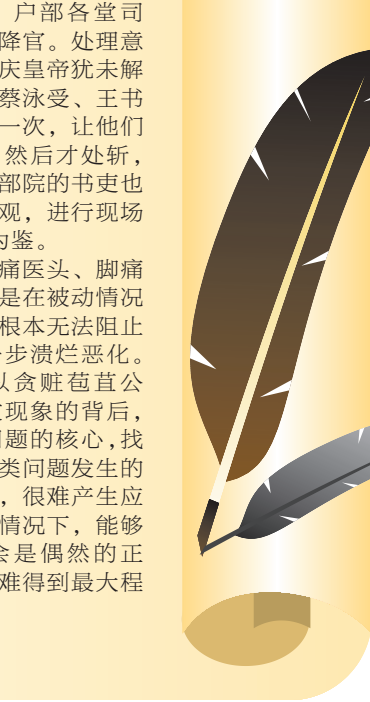 户部各堂司
降官。处理意
庆皇帝犹未解
蔡泳受、王书
一次，让他们
然后才处斩，
部院的书吏也
观，进行现场
为鉴。
痛医头、脚痛
是在被动情况
根本无法阻止
步溃烂恶化。
以贪赃苞苴公
现象的背后，
问题的核心，找
类问题发生的
，很难产生应
情况下，能够
会是偶然的正
难得到最大程